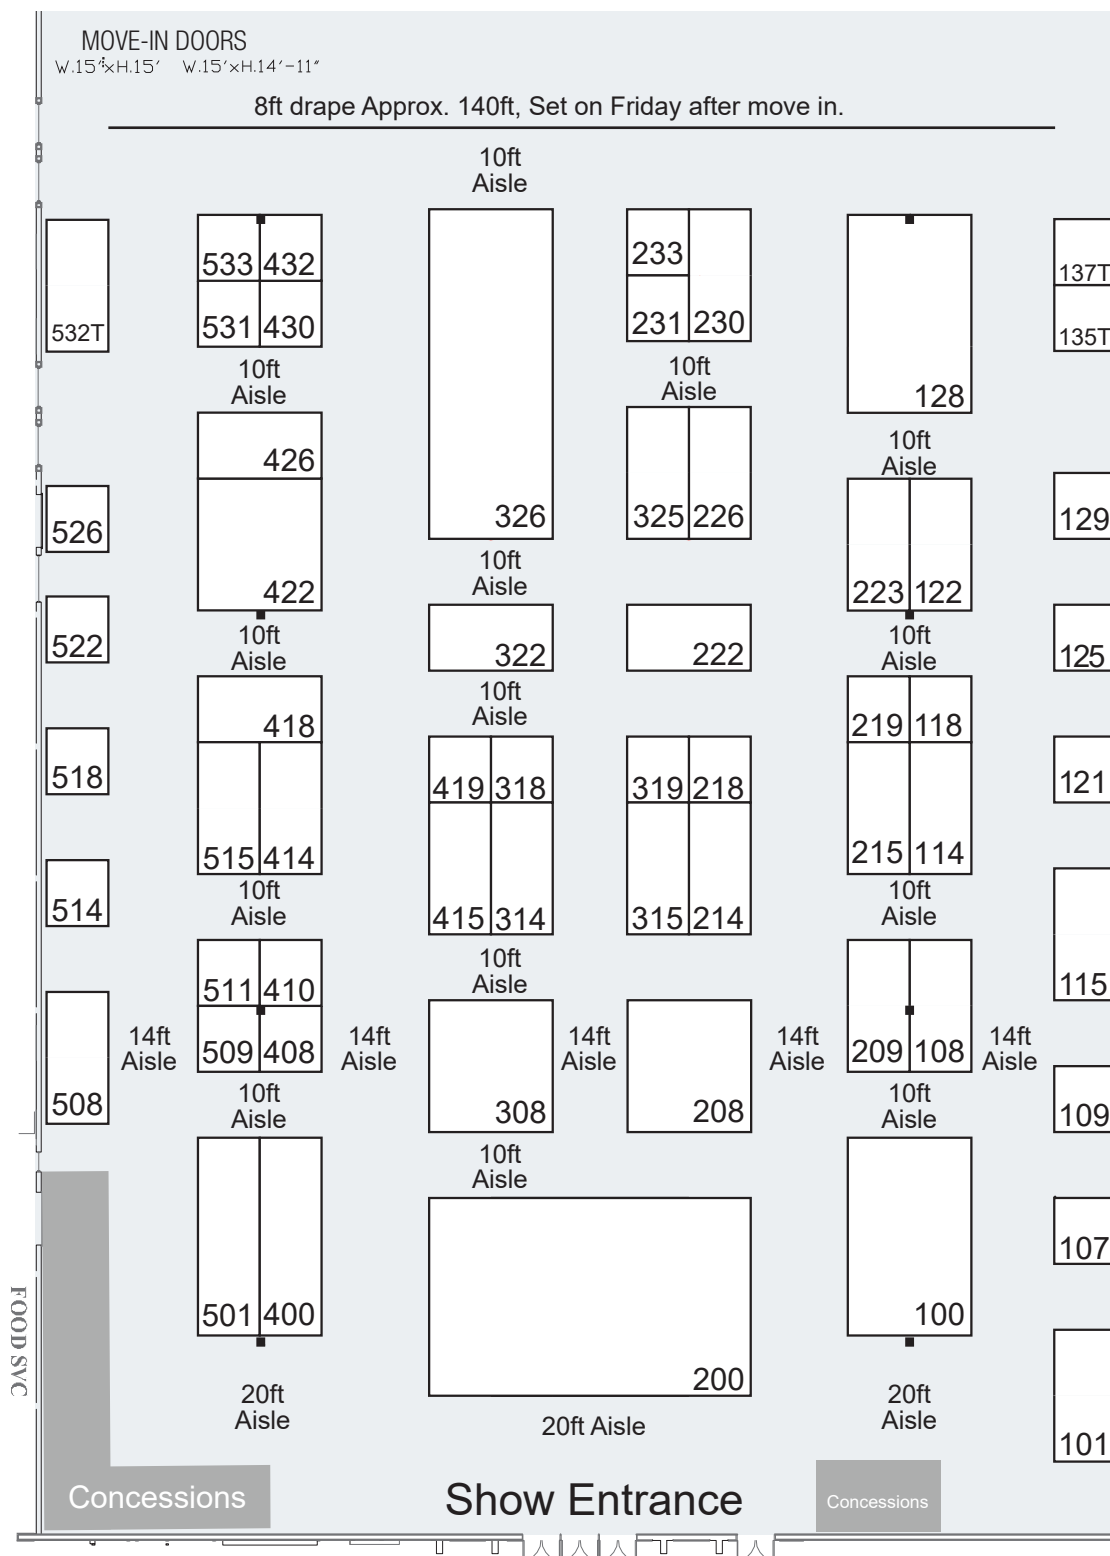 MOVE-IN DOORS
W.15'×H.15' W.15'×H.14'-11"
8ft drape Approx. 140ft, Set on Friday after move in.
10ft
Aisle
533 432
233
137T
532T
531 430
231 230
135T
10ft
Aisle
10ft
Aisle
128
426
10ft
Aisle
526
326
325 226
129
422
10ft
Aisle
223 122
522
10ft
Aisle
322
222
10ft
Aisle
125
418
10ft
Aisle
219 118
518
419 318
319 218
121
515 414
215 114
514
10ft
Aisle
415 314
315 214
10ft
Aisle
511 410
10ft
Aisle
115
14ft
Aisle
509 408
14ft
Aisle
14ft
Aisle
14ft
Aisle
209 108
14ft
Aisle
508
10ft
Aisle
308
208
10ft
Aisle
109
10ft
Aisle
107
501 400
100
FOOD SVC
200
20ft
Aisle
20ft Aisle
20ft
Aisle
101
Concessions
Show Entrance
Concessions